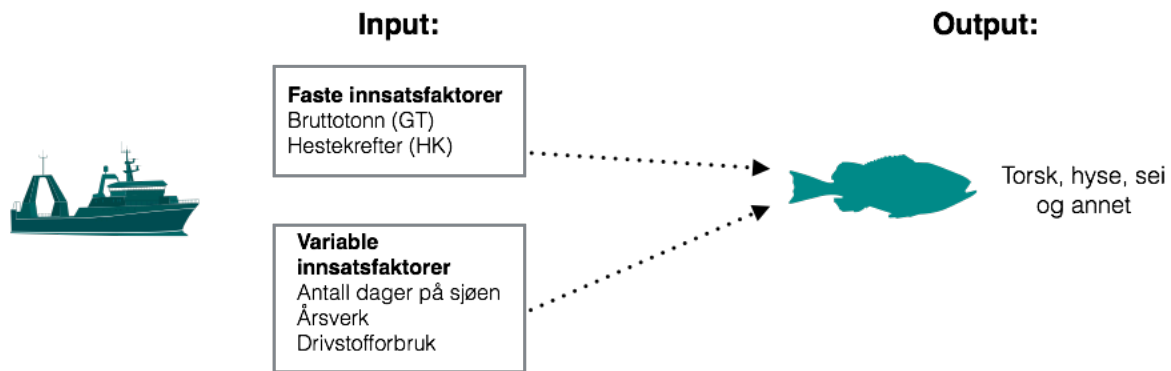 Input:
Output:
Faste innsatsfaktorer
Bruttotonn (GT)
Hestekrefter (HK)
Variable
innsatsfaktorer
Antall dager på sjøen
Årsverk
Drivstofforbruk
Torsk, hyse, sei
og annet